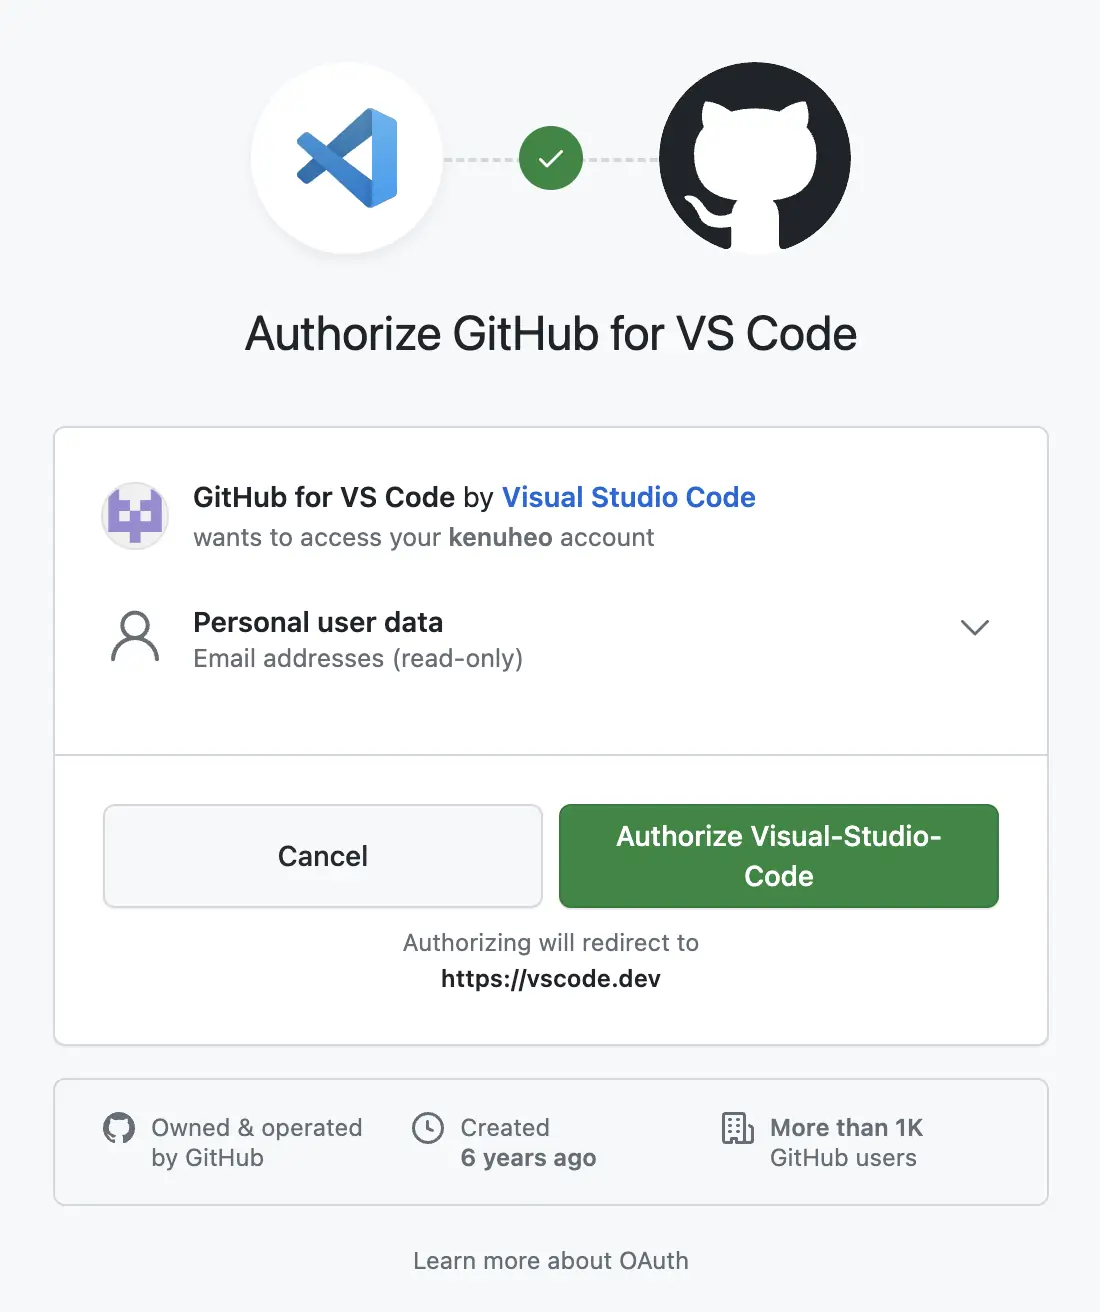 Authorize GitHub for VS Code
GitHub for VS Code by Visual Studio Code
wants to access your kenuheo account
Personal user data
Email addresses (read-only)
Cancel
Authorize Visual-Studio-
Code
Authorizing will redirect to
https://vscode.dev
Owned & operated
by GitHub
Created
6 years ago
More than 1K
GitHub users
Learn more about OAuth